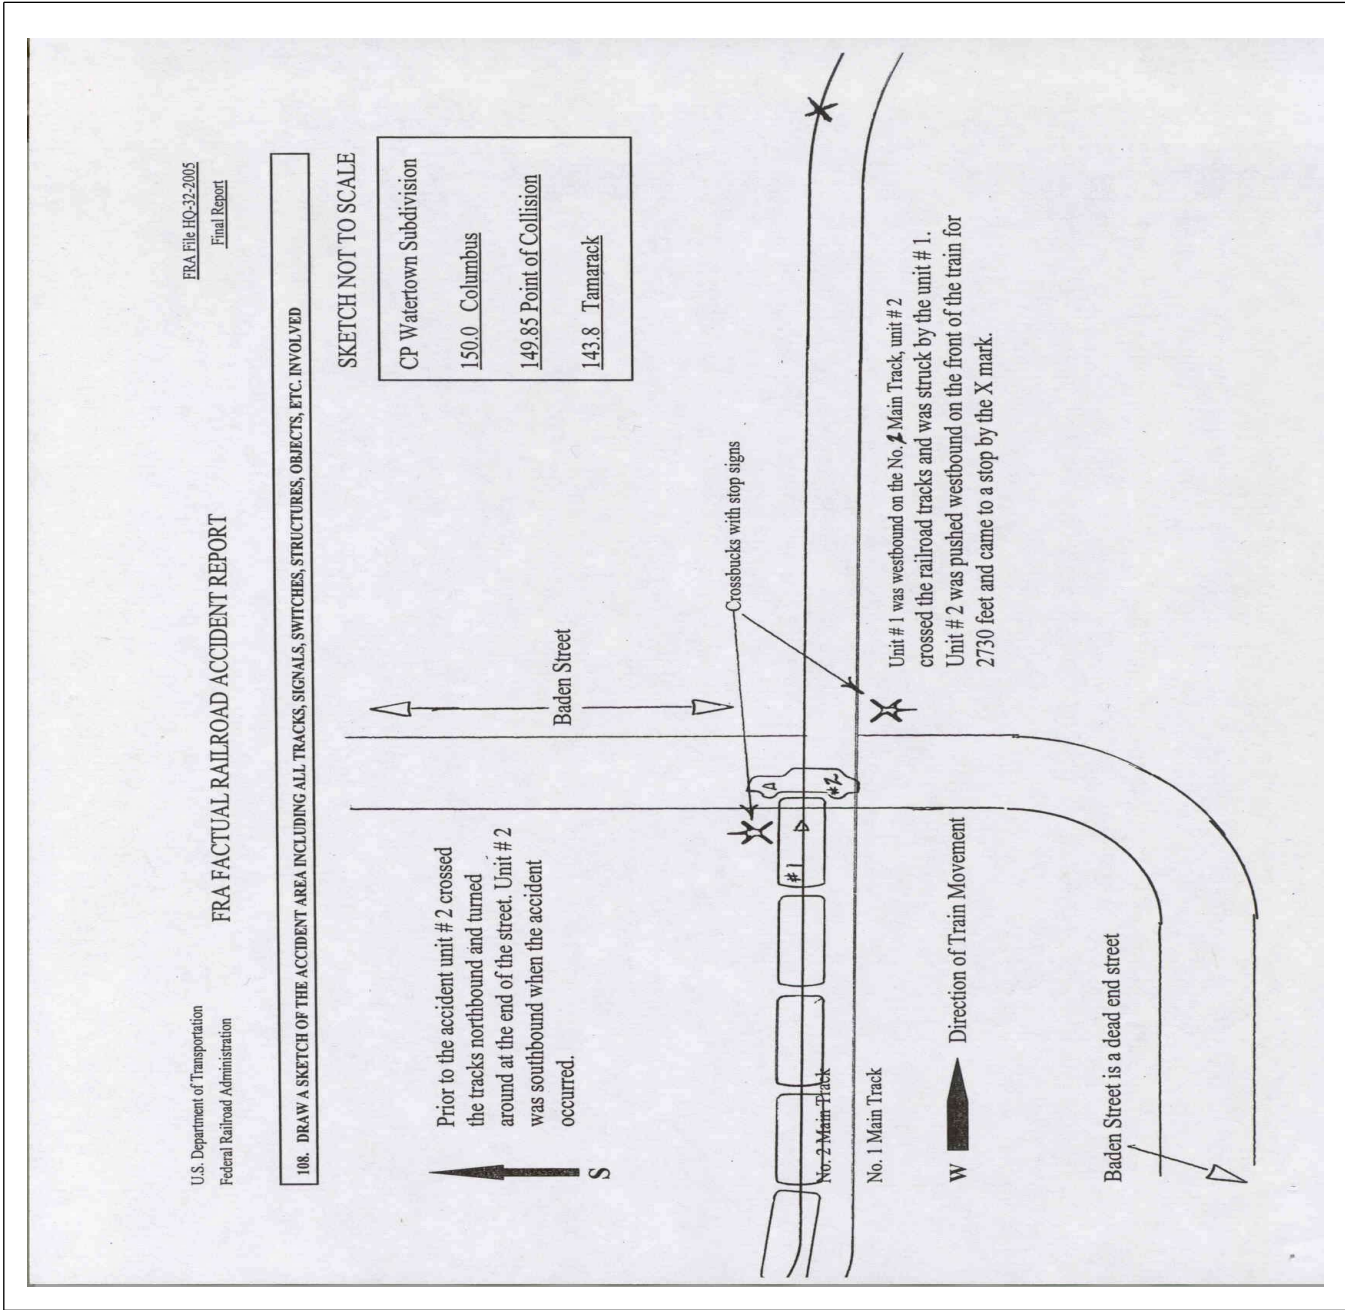 U.S. Department of Transportation
Federal Railroad Administration
FRA File HQ-32-2005
Final Report
FRA FACTUAL RAILROAD ACCIDENT REPORT
108. DRAW A SKETCH OF THE ACCIDENT AREA INCLUDING ALL TRACKS, SIGNALS, SWITCHES, STRUCTURES, OBJECTS, ETC. INVOLVED
SKETCH NOT TO SCALE
CP Watertown Subdivision
150.0 Columbus
149.85 Point of Collision
143.8 Tamarack
Prior to the accident unit # 2 crossed
the tracks northbound and turned
around at the end of the street. Unit # 2
was southbound when the accident
occurred.
S
Baden Street
Crossbucks with stop signs
#1
#2
No. 2 Main Track
No. 1 Main Track
Unit # 1 was westbound on the No. 2 Main Track, unit # 2
crossed the railroad tracks and was struck by the unit # 1.
Unit # 2 was pushed westbound on the front of the train for
2730 feet and came to a stop by the X mark.
W
Direction of Train Movement
Baden Street is a dead end street